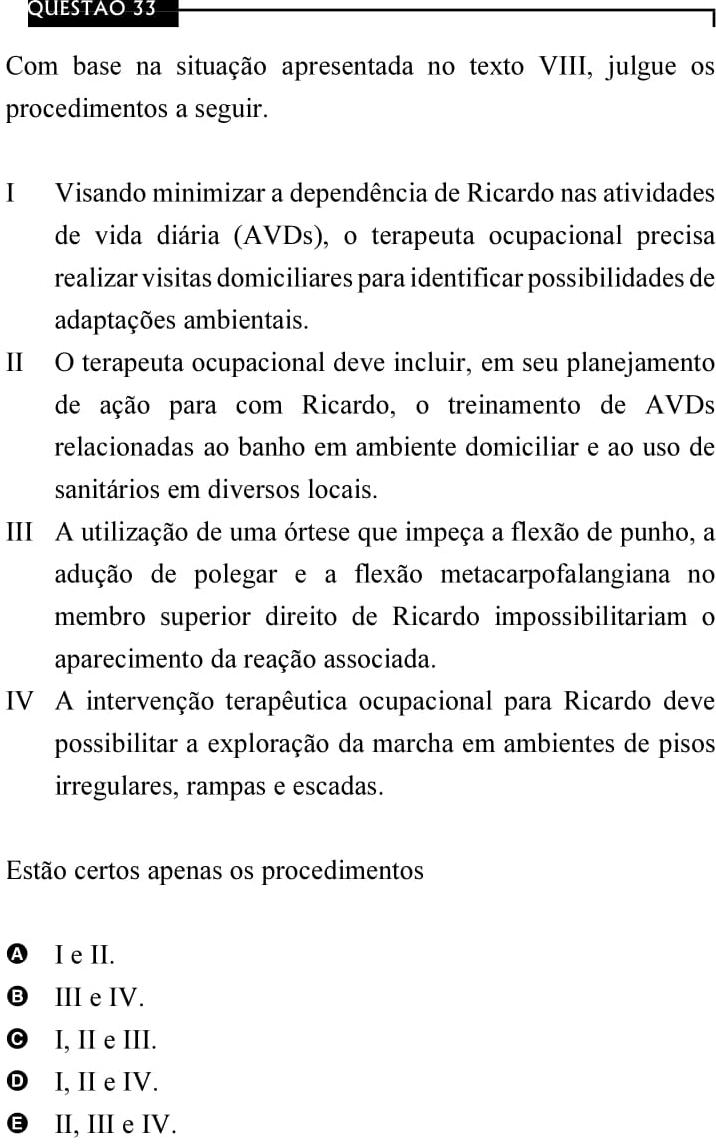 QUESTÃO 33
Com base na situação apresentada no texto VIII, julgue os
procedimentos a seguir.
I Visando minimizar a dependência de Ricardo nas atividades
de vida diária (AVDs), o terapeuta ocupacional precisa
realizar visitas domiciliares para identificar possibilidades de
adaptações ambientais.
II O terapeuta ocupacional deve incluir, em seu planejamento
de ação para com Ricardo, o treinamento de AVDs
relacionadas ao banho em ambiente domiciliar e ao uso de
sanitários em diversos locais.
III A utilização de uma órtese que impeça a flexão de punho, a
adução de polegar e a flexão metacarpofalangiana no
membro superior direito de Ricardo impossibilitariam o
aparecimento da reação associada.
IV A intervenção terapêutica ocupacional para Ricardo deve
possibilitar a exploração da marcha em ambientes de pisos
irregulares, rampas e escadas.
Estão certos apenas os procedimentos
A I e II.
B III e IV.
C I, II e III.
D I, II e IV.
E II, III e IV.